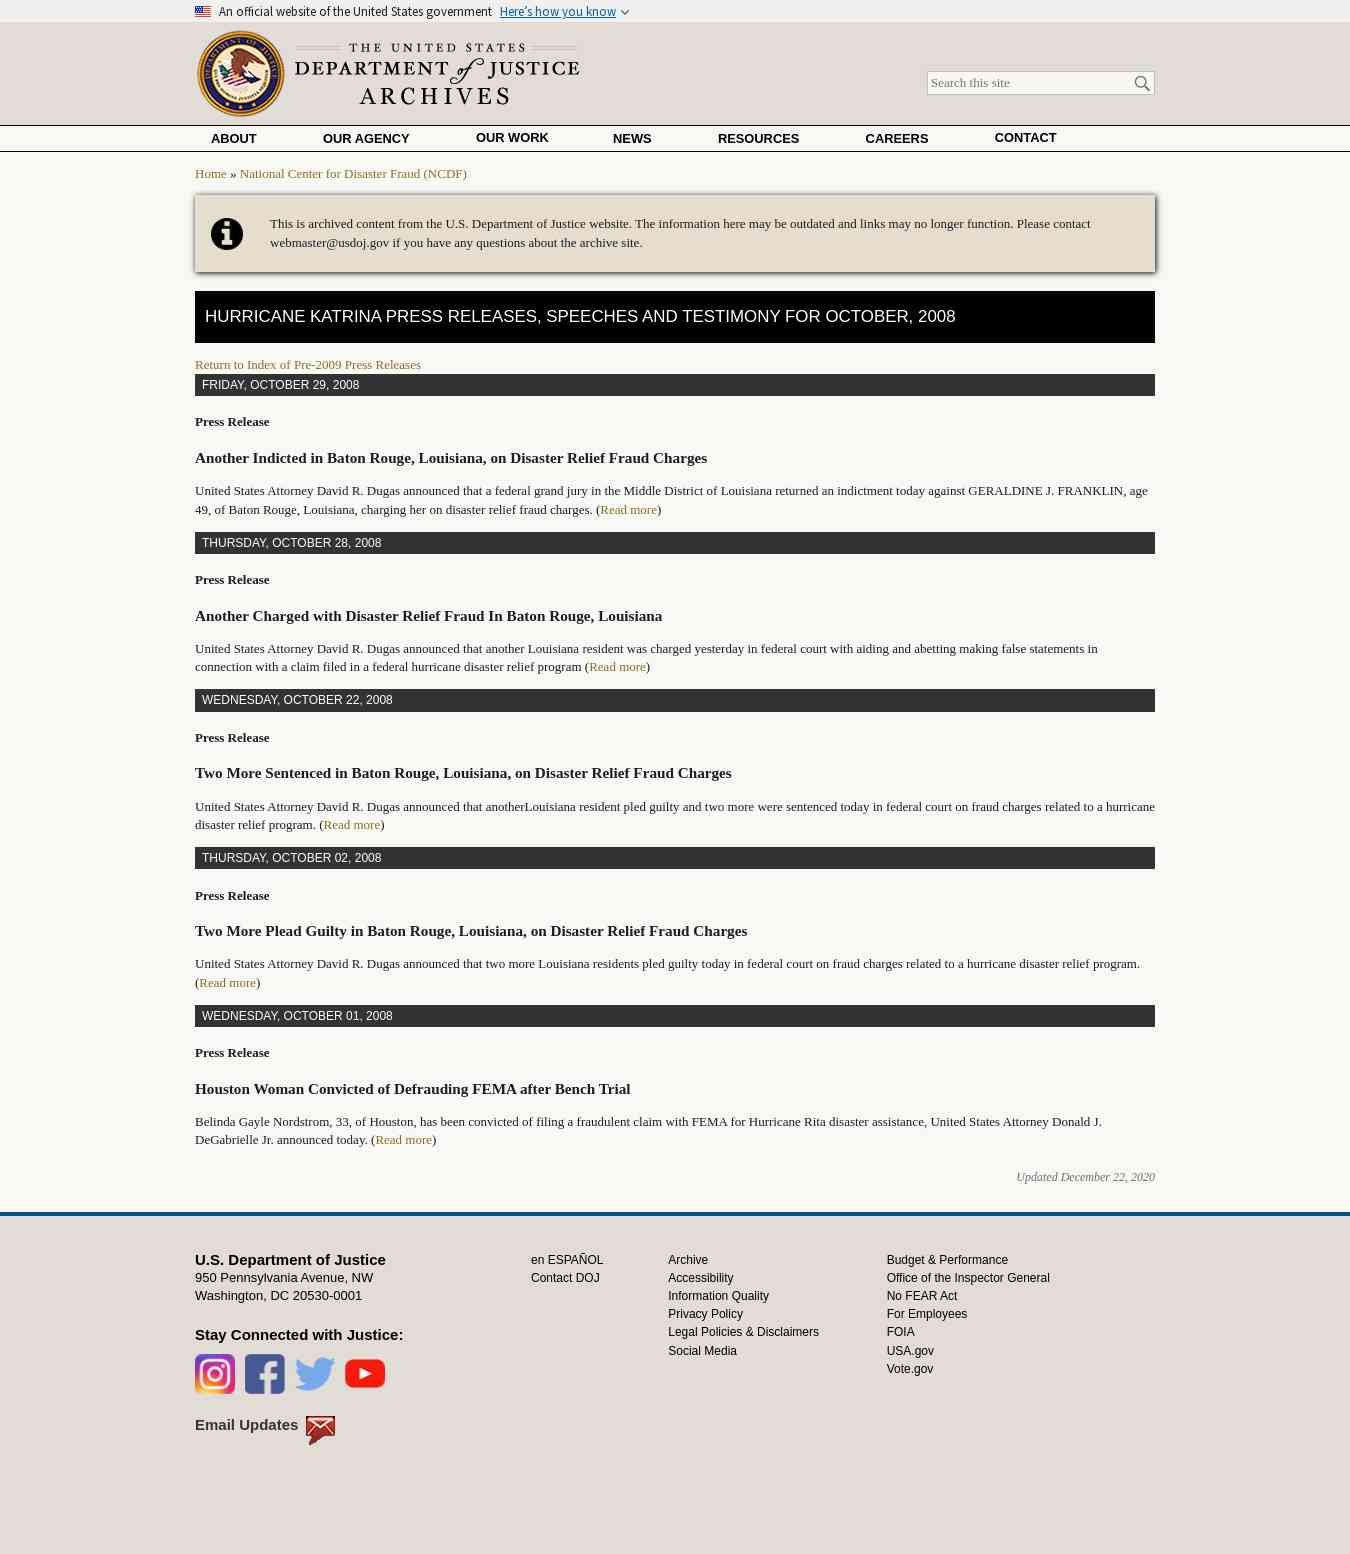 An official website of the United States government Here's how you know
THE UNITED STATES
DEPARTMENT of JUSTICE
ARCHIVES
Search this site
ABOUT OUR AGENCY OUR WORK NEWS RESOURCES CAREERS CONTACT
Home » National Center for Disaster Fraud (NCDF)
This is archived content from the U.S. Department of Justice website. The information here may be outdated and links may no longer function. Please contact
webmaster@usdoj.gov if you have any questions about the archive site.
HURRICANE KATRINA PRESS RELEASES, SPEECHES AND TESTIMONY FOR OCTOBER, 2008
Return to Index of Pre-2009 Press Releases
FRIDAY, OCTOBER 29, 2008
Press Release
Another Indicted in Baton Rouge, Louisiana, on Disaster Relief Fraud Charges
United States Attorney David R. Dugas announced that a federal grand jury in the Middle District of Louisiana returned an indictment today against GERALDINE J. FRANKLIN, age
49, of Baton Rouge, Louisiana, charging her on disaster relief fraud charges. (Read more)
THURSDAY, OCTOBER 28, 2008
Press Release
Another Charged with Disaster Relief Fraud In Baton Rouge, Louisiana
United States Attorney David R. Dugas announced that another Louisiana resident was charged yesterday in federal court with aiding and abetting making false statements in
connection with a claim filed in a federal hurricane disaster relief program (Read more)
WEDNESDAY, OCTOBER 22, 2008
Press Release
Two More Sentenced in Baton Rouge, Louisiana, on Disaster Relief Fraud Charges
United States Attorney David R. Dugas announced that anotherLouisiana resident pled guilty and two more were sentenced today in federal court on fraud charges related to a hurricane
disaster relief program. (Read more)
THURSDAY, OCTOBER 02, 2008
Press Release
Two More Plead Guilty in Baton Rouge, Louisiana, on Disaster Relief Fraud Charges
United States Attorney David R. Dugas announced that two more Louisiana residents pled guilty today in federal court on fraud charges related to a hurricane disaster relief program.
(Read more)
WEDNESDAY, OCTOBER 01, 2008
Press Release
Houston Woman Convicted of Defrauding FEMA after Bench Trial
Belinda Gayle Nordstrom, 33, of Houston, has been convicted of filing a fraudulent claim with FEMA for Hurricane Rita disaster assistance, United States Attorney Donald J.
DeGabrielle Jr. announced today. (Read more)
Updated December 22, 2020
U.S. Department of Justice
950 Pennsylvania Avenue, NW
Washington, DC 20530-0001
Stay Connected with Justice:
Email Updates
en ESPAÑOL
Contact DOJ
Archive
Accessibility
Information Quality
Privacy Policy
Legal Policies & Disclaimers
Social Media
Budget & Performance
Office of the Inspector General
No FEAR Act
For Employees
FOIA
USA.gov
Vote.gov